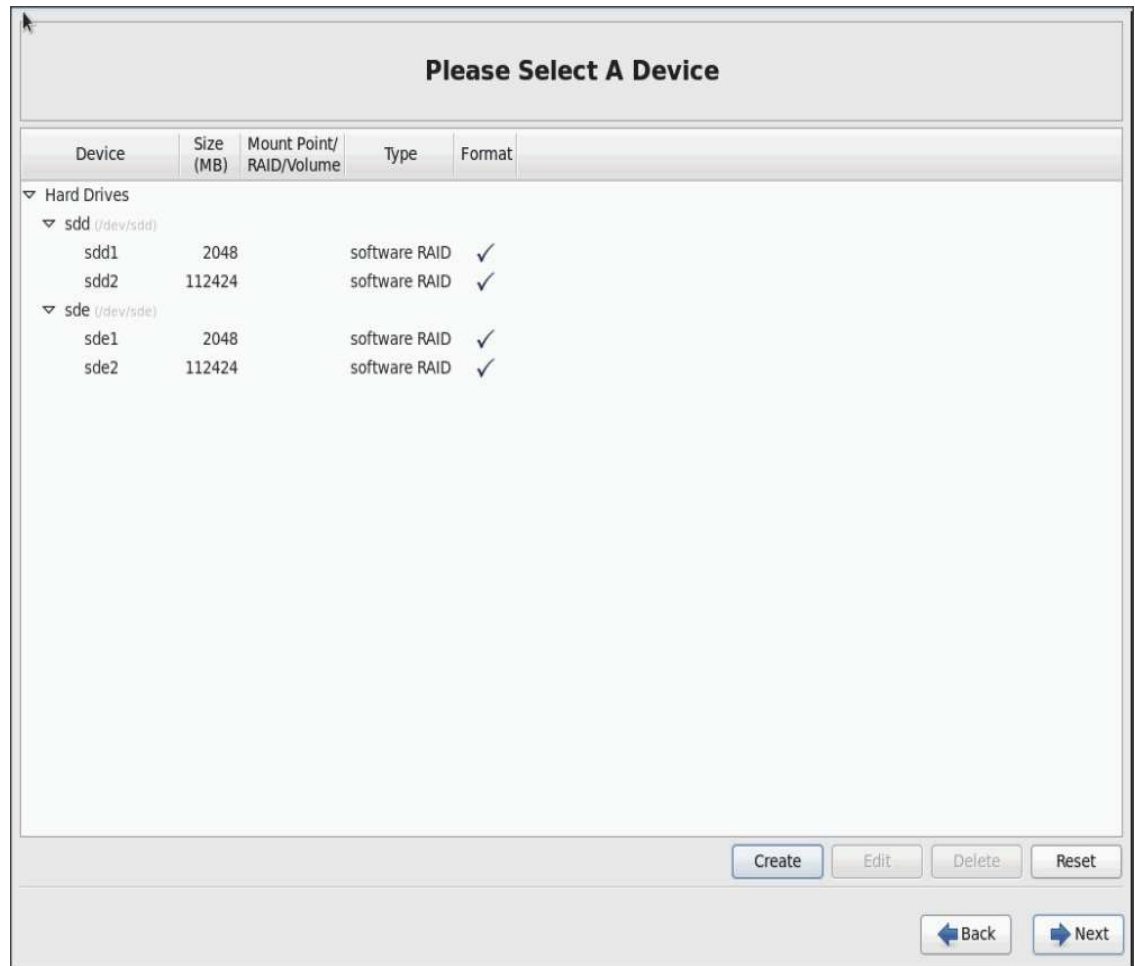 Please Select A Device
Device Size (MB) Mount Point/ RAID/Volume Type Format
Hard Drives
sdd (/dev/sdd)
sdd1 2048 software RAID ✓
sdd2 112424 software RAID ✓
sde (/dev/sde)
sde1 2048 software RAID ✓
sde2 112424 software RAID ✓
Create Edit Delete Reset
Back Next